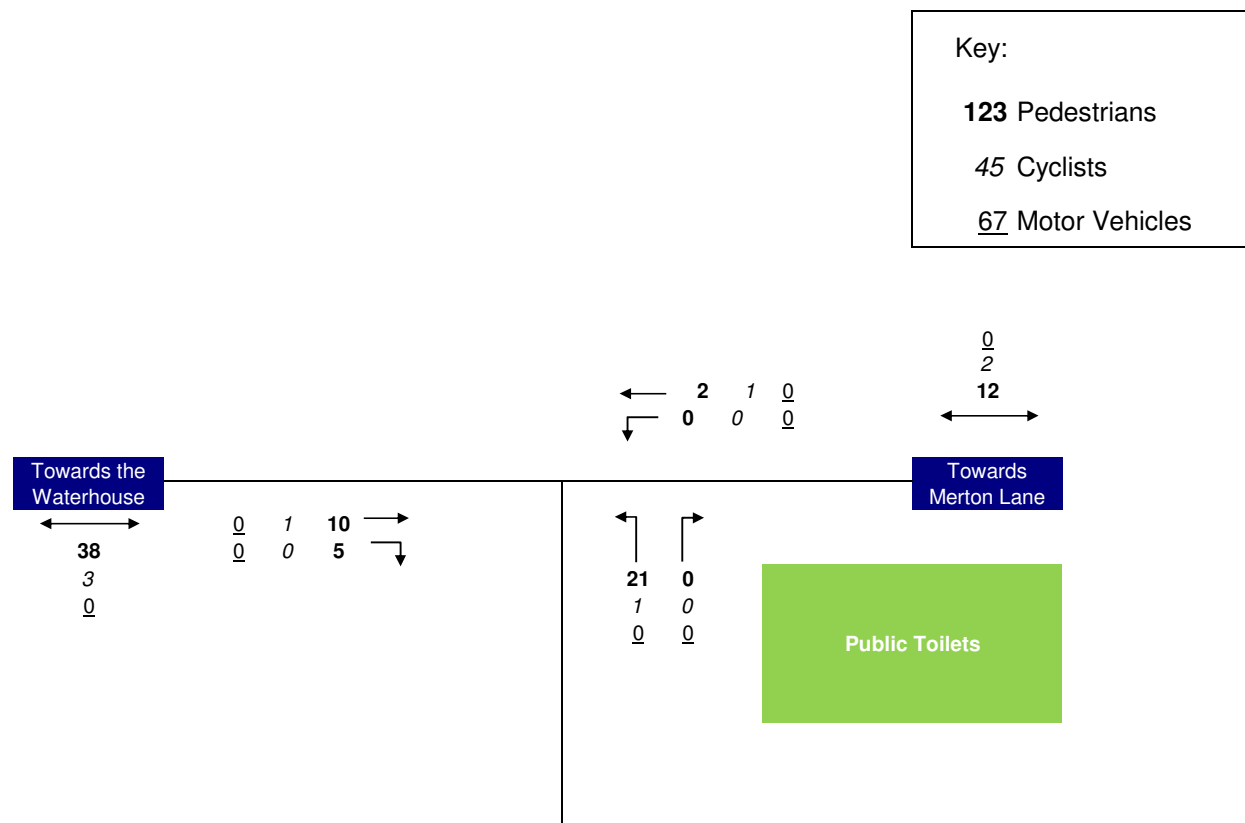 Key:
123 Pedestrians
45 Cyclists
67 Motor Vehicles
0
2
12
2 1 0
0 0 0
Towards the
Waterhouse
Towards
Merton Lane
0 1 10
0 0 5
38
3
0
21 0
1 0
0 0
Public Toilets